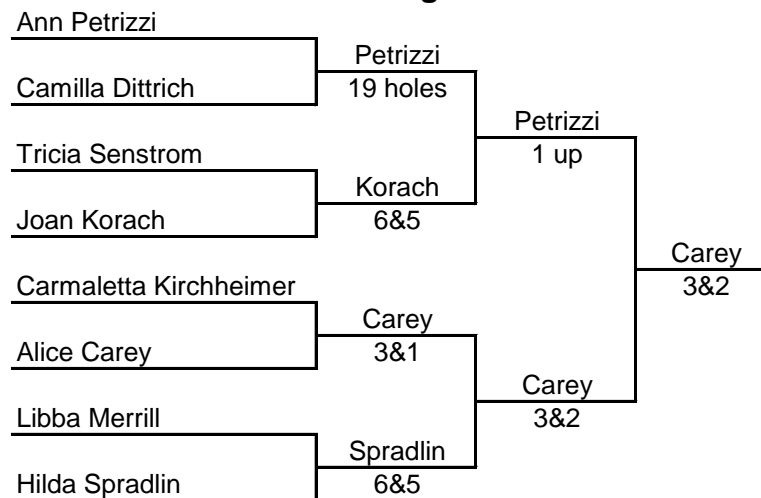 Ann Petrizzi
Petrizzi
Camilla Dittrich
19 holes
Petrizzi
Tricia Senstrom
1 up
Korach
Joan Korach
6&5
Carey
Carmaletta Kirchheimer
3&2
Carey
Alice Carey
3&1
Carey
Libba Merrill
3&2
Spradlin
Hilda Spradlin
6&5